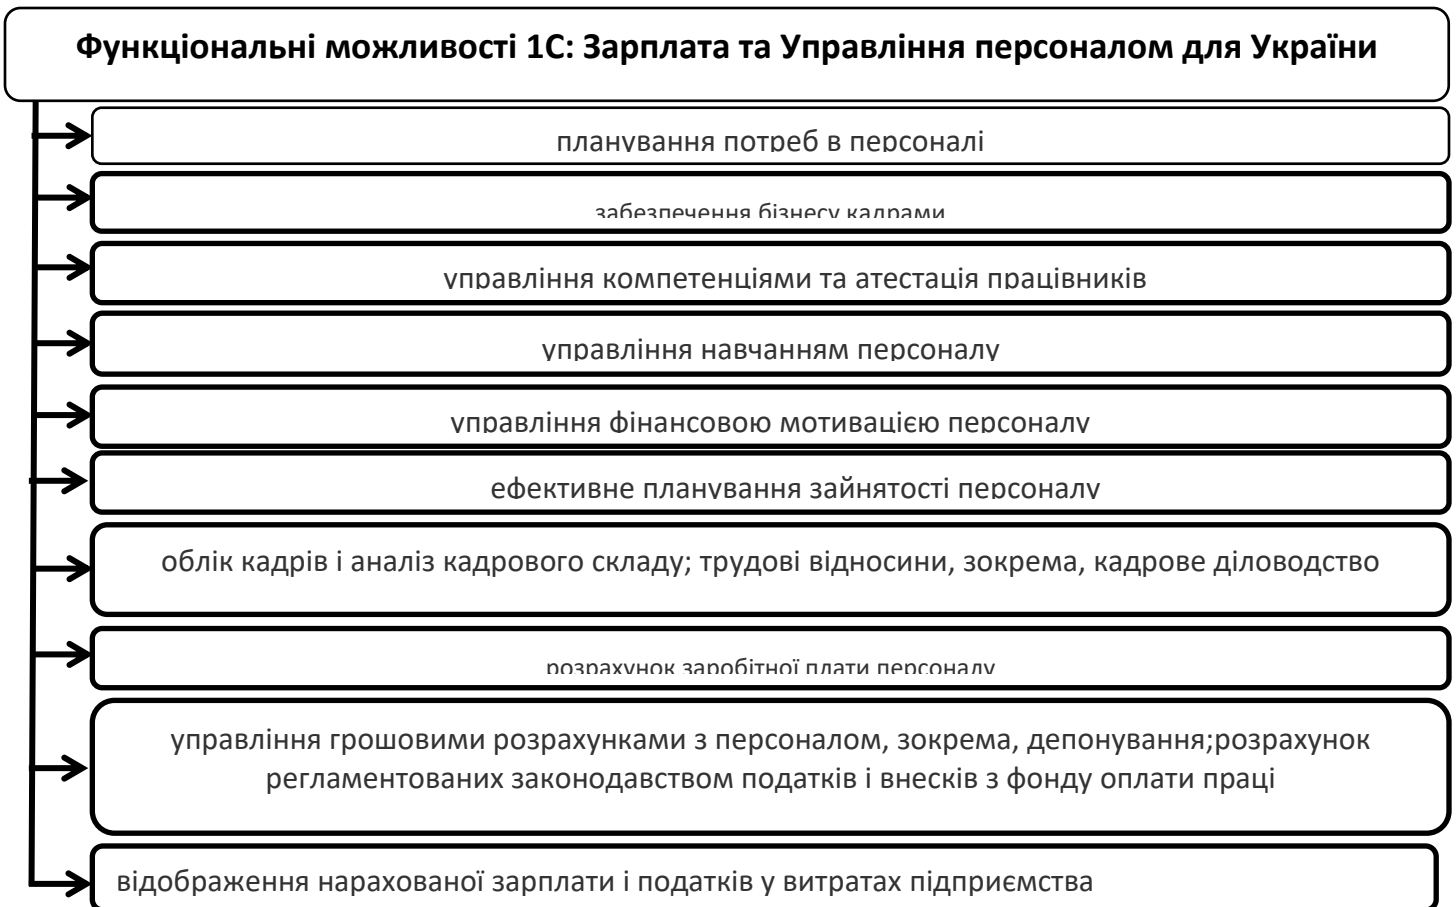 Функціональні можливості 1С: Зарплата та Управління персоналом для України
планування потреб в персоналі
забезпечення бізнесу кадрами
управління компетенціями та атестація працівників
управління навчанням персоналу
управління фінансовою мотивацією персоналу
ефективне планування зайнятості персоналу
облік кадрів і аналіз кадрового складу; трудові відносини, зокрема, кадрове діловодство
розрахунок заробітної плати персоналу
управління грошовими розрахунками з персоналом, зокрема, депонування;розрахунок
регламентованих законодавством податків і внесків з фонду оплати праці
відображення нарахованої зарплати і податків у витратах підприємства